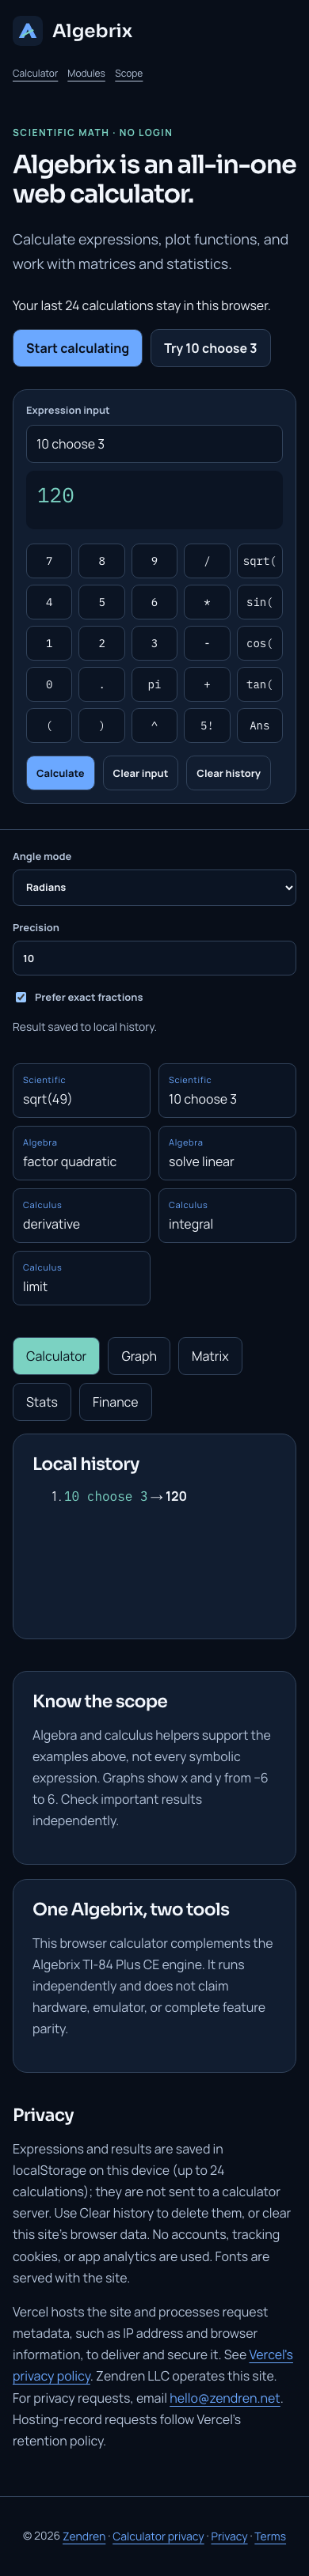 Algebrix
Calculator Modules Scope
SCIENTIFIC MATH · NO LOGIN
Algebrix is an all-in-one
web calculator.
Calculate expressions, plot functions, and
work with matrices and statistics.
Your last 24 calculations stay in this browser.
Start calculating Try 10 choose 3
Expression input
10 choose 3
120
7 8 9 / sqrt(
4 5 6 * sin(
1 2 3 - cos(
0 . pi + tan(
( ) ^ 5! Ans
Calculate Clear input Clear history
Angle mode
Radians
Precision
10
Prefer exact fractions
Result saved to local history.
Scientific Scientific
sqrt(49) 10 choose 3
Algebra Algebra
factor quadratic solve linear
Calculus Calculus
derivative integral
Calculus
limit
Calculator Graph Matrix
Stats Finance
Local history
1. 10 choose 3 → 120
Know the scope
Algebra and calculus helpers support the
examples above, not every symbolic
expression. Graphs show x and y from −6
to 6. Check important results
independently.
One Algebrix, two tools
This browser calculator complements the
Algebrix TI-84 Plus CE engine. It runs
independently and does not claim
hardware, emulator, or complete feature
parity.
Privacy
Expressions and results are saved in
localStorage on this device (up to 24
calculations); they are not sent to a calculator
server. Use Clear history to delete them, or clear
this site's browser data. No accounts, tracking
cookies, or app analytics are used. Fonts are
served with the site.
Vercel hosts the site and processes request
metadata, such as IP address and browser
information, to deliver and secure it. See Vercel's
privacy policy. Zendren LLC operates this site.
For privacy requests, email hello@zendren.net.
Hosting-record requests follow Vercel's
retention policy.
© 2026 Zendren · Calculator privacy · Privacy · Terms